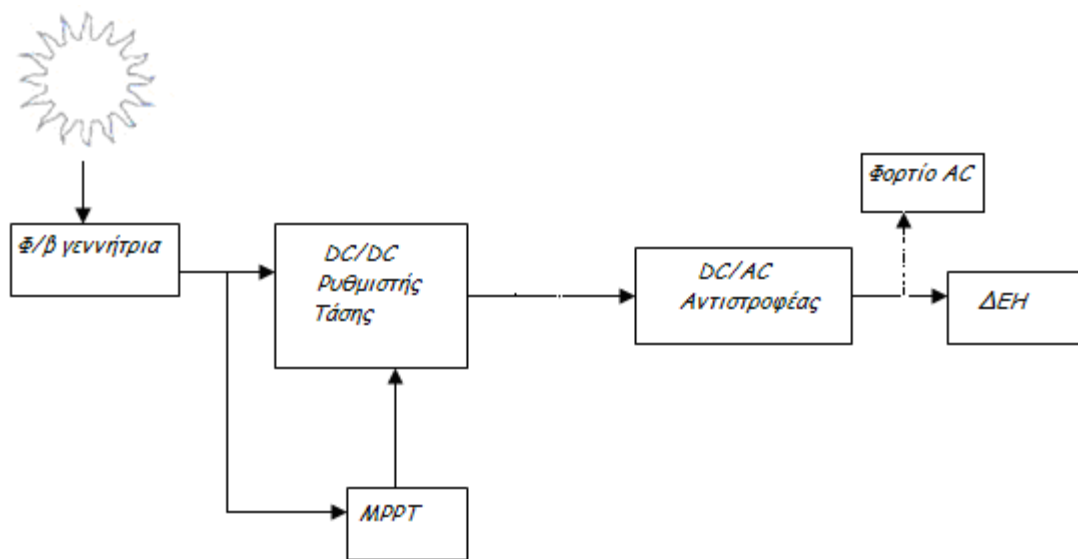 Φορτίο AC
Φ/β γεννήτρια
DC/DC
Ρυθμιστής
Τάσης
DC/AC
Αντιστροφέας
ΔΕΗ
MPPT